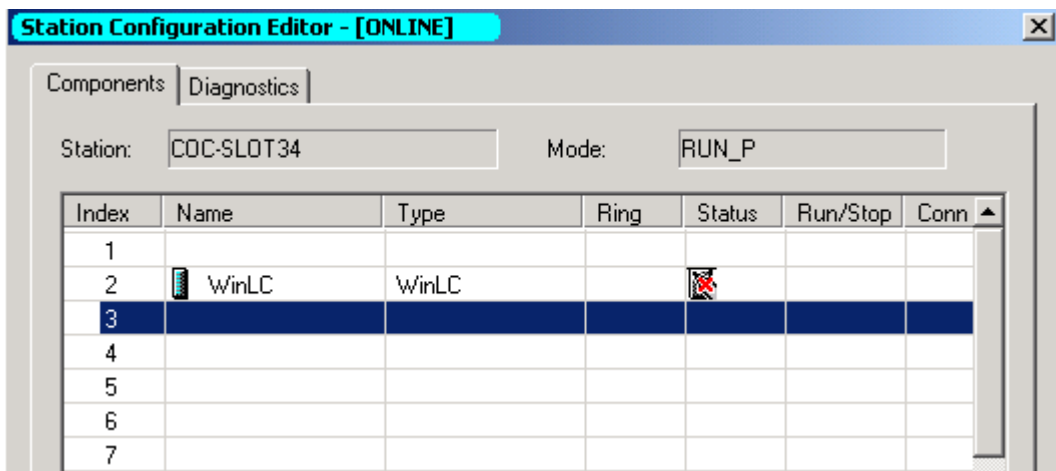 Station Configuration Editor - [ONLINE]
Components Diagnostics
Station: COC-SLOT34 Mode: RUN_P
Index Name Type Ring Status Run/Stop Conn
1
2 WinLC WinLC
3
4
5
6
7